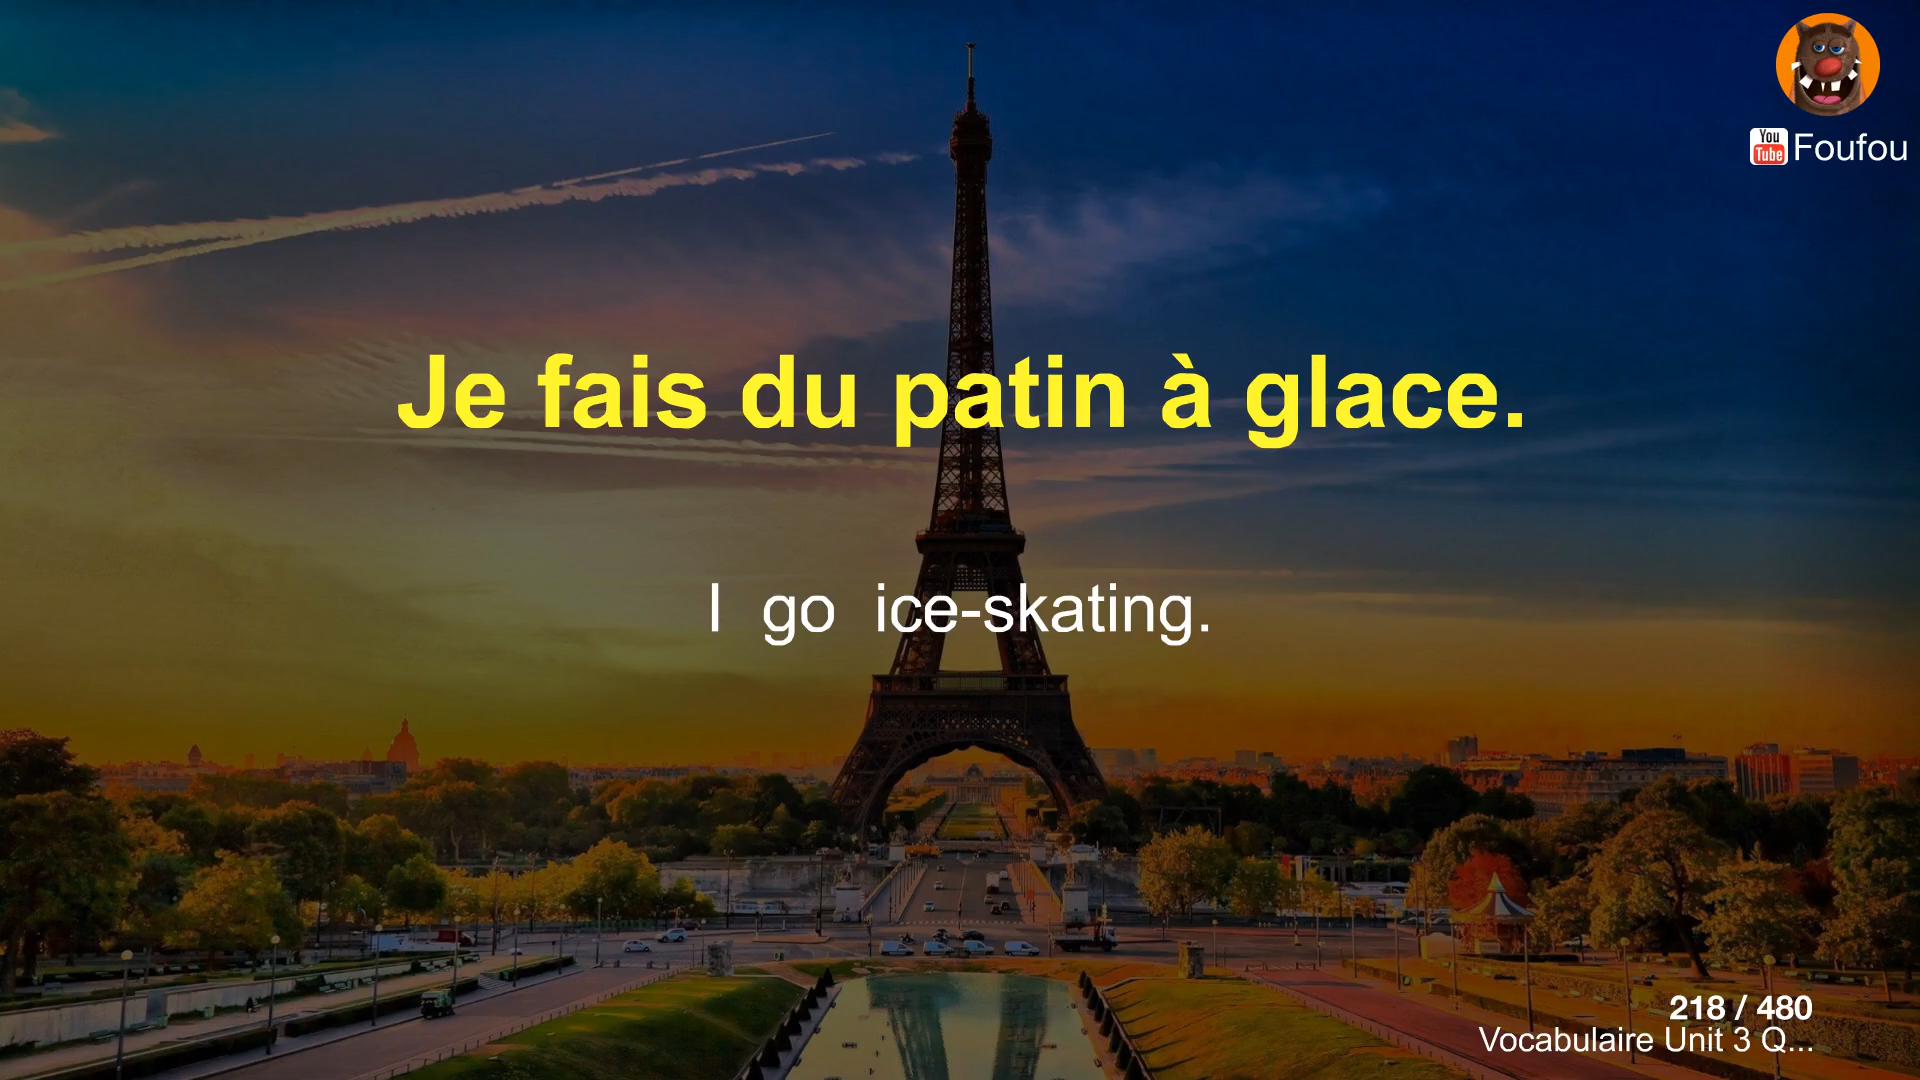 You
Tube Foufou
Je fais du patin à glace.
I go ice-skating.
218 / 480
Vocabulaire Unit 3 Q...